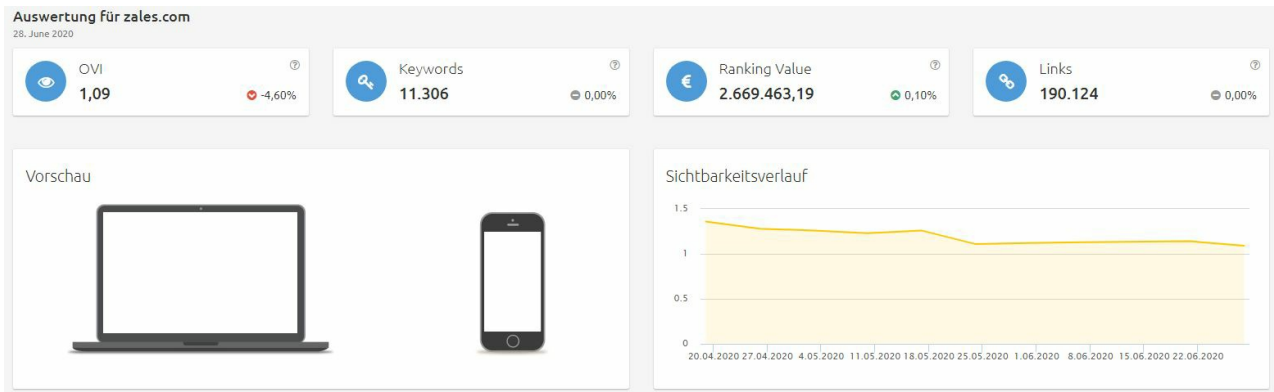 Auswertung für zales.com
28. June 2020
OVI
1,09
-4,60%
Keywords
11.306
0,00%
Ranking Value
2.669.463,19
0,10%
Links
190.124
0,00%
Vorschau
Sichtbarkeitsverlauf
1.5
1
0.5
0
20.04.2020 27.04.2020 4.05.2020 11.05.2020 18.05.2020 25.05.2020 1.06.2020 8.06.2020 15.06.2020 22.06.2020